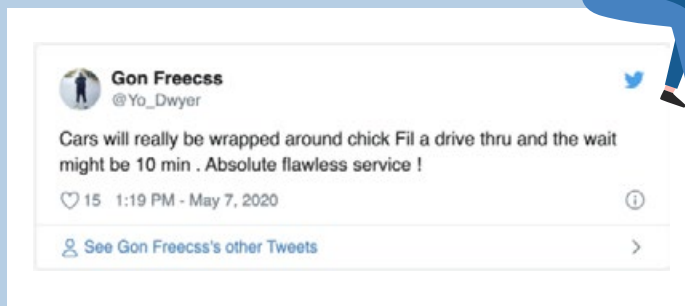 Gon Freecss
@Yo_Dwyer
Cars will really be wrapped around chick Fil a drive thru and the wait
might be 10 min . Absolute flawless service !
15 1:19 PM - May 7, 2020
See Gon Freecss's other Tweets